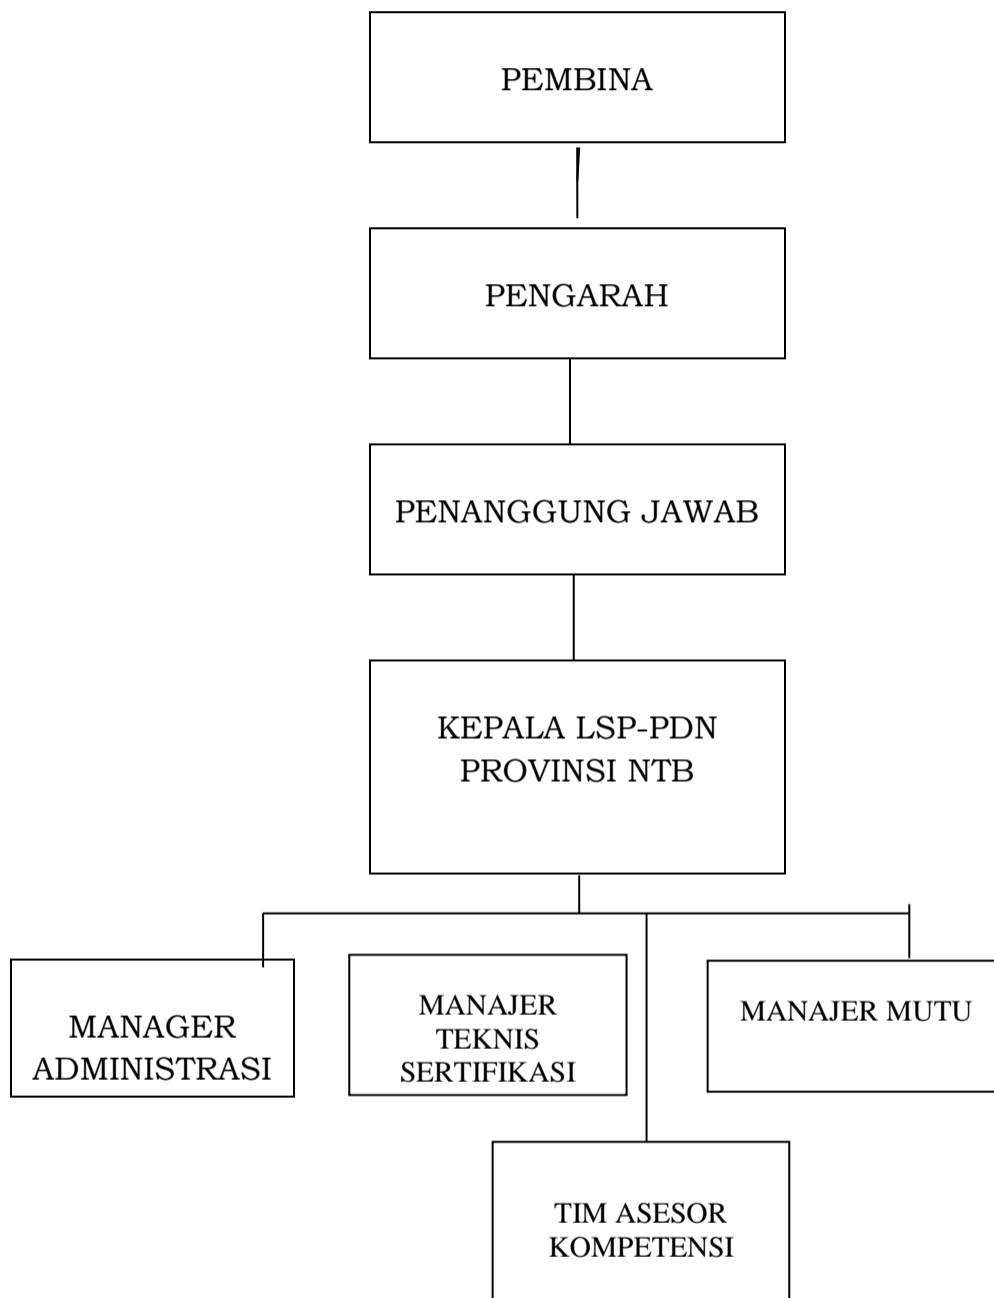 PEMBINA
PENGARAH
PENANGGUNG JAWAB
KEPALA LSP-PDN
PROVINSI NTB
MANAGER
ADMINISTRASI
MANAJER
TEKNIS
SERTIFIKASI
MANAJER MUTU
TIM ASESOR
KOMPETENSI